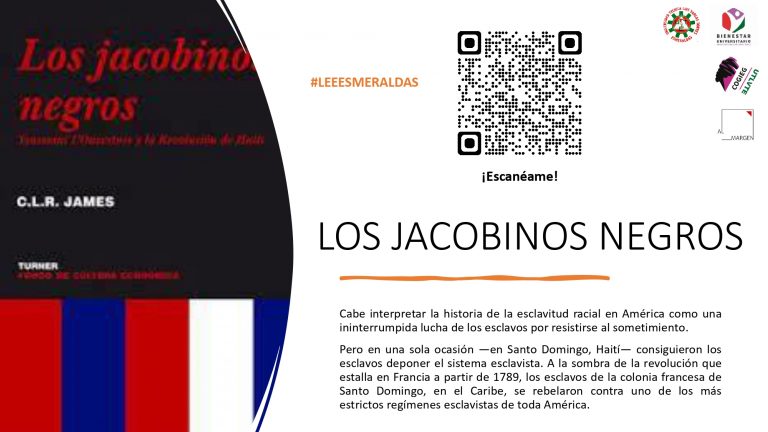 Los jacobinos
negros
Toussaint L'Ouverture y la Revolución de Haití
C.L.R. JAMES
TURNER
FONDO DE CULTURA ECONÓMICA
#LEEESMERALDAS
¡Escanéame!
BIENESTAR
UNIVERSITARIO
COGIEG
UTLVTE
AL
MARGEN
LOS JACOBINOS NEGROS
Cabe interpretar la historia de la esclavitud racial en América como una
ininterrumpida lucha de los esclavos por resistirse al sometimiento.
Pero en una sola ocasión —en Santo Domingo, Haití— consiguieron los
esclavos deponer el sistema esclavista. A la sombra de la revolución que
estalla en Francia a partir de 1789, los esclavos de la colonia francesa de
Santo Domingo, en el Caribe, se rebelaron contra uno de los más
estrictos regímenes esclavistas de toda América.